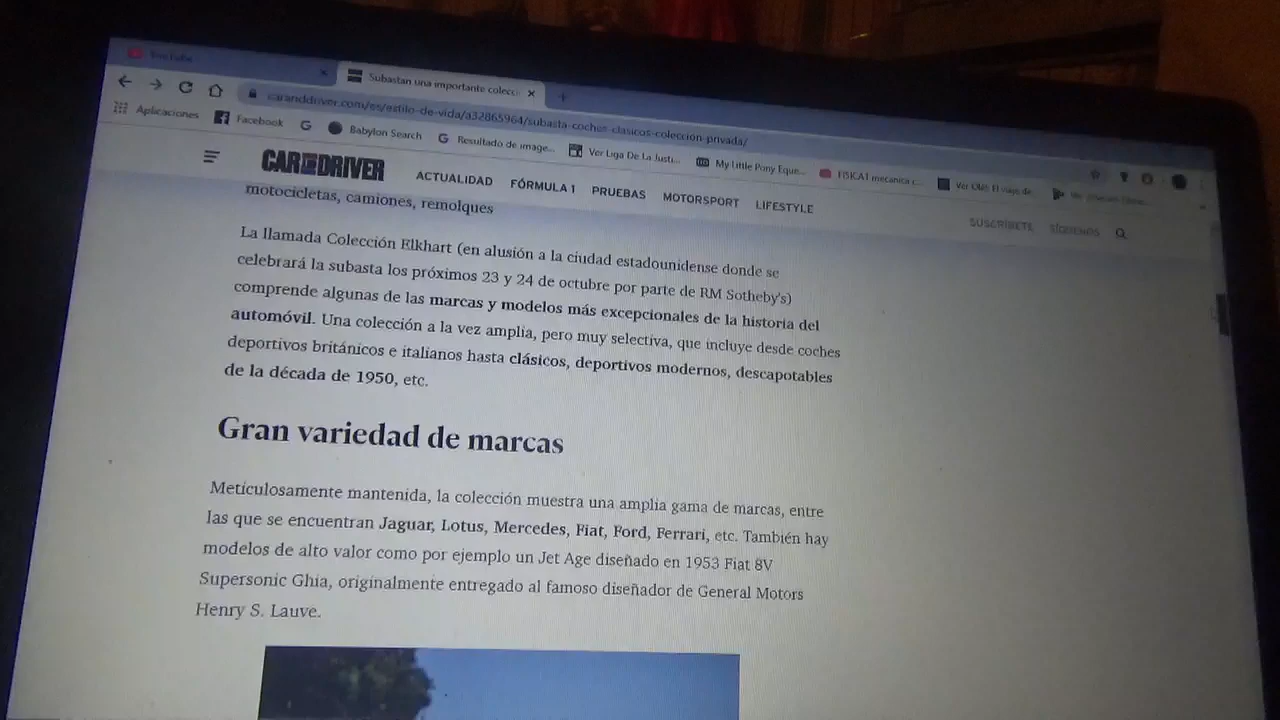 YouTube
Subastan una importante colecc
caranddriver.com/es/estilo-de-vida/a32865964/subasta-coches-clasicos-coleccion-privada/
Aplicaciones Facebook Babylon Search Resultado de image... Ver Liga De La Justi... My Little Pony Eque... FISICA1 mecanica c...
CAR AND DRIVER ACTUALIDAD FÓRMULA 1 PRUEBAS MOTORSPORT LIFESTYLE SUSCRÍBETE SÍGUENOS
motocicletas, camiones, remolques
La llamada Colección Elkhart (en alusión a la ciudad estadounidense donde se
celebrará la subasta los próximos 23 y 24 de octubre por parte de RM Sotheby's)
comprende algunas de las marcas y modelos más excepcionales de la historia del
automóvil. Una colección a la vez amplia, pero muy selectiva, que incluye desde coches
deportivos británicos e italianos hasta clásicos, deportivos modernos, descapotables
de la década de 1950, etc.
Gran variedad de marcas
Meticulosamente mantenida, la colección muestra una amplia gama de marcas, entre
las que se encuentran Jaguar, Lotus, Mercedes, Fiat, Ford, Ferrari, etc. También hay
modelos de alto valor como por ejemplo un Jet Age diseñado en 1953 Fiat 8V
Supersonic Ghia, originalmente entregado al famoso diseñador de General Motors
Henry S. Lauve.